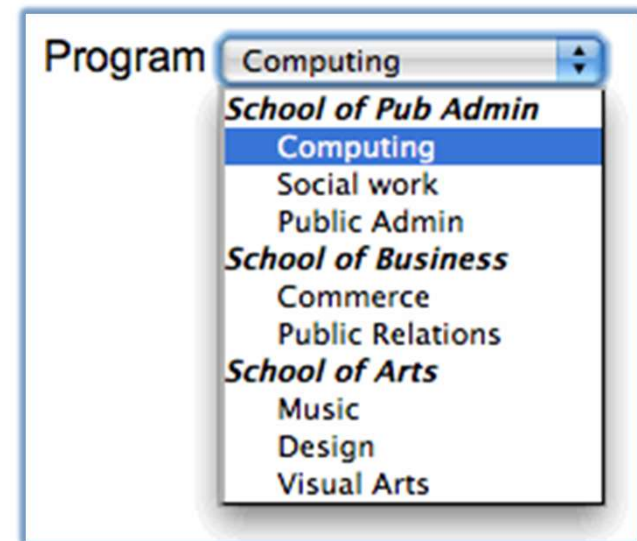 Program Computing
School of Pub Admin
Computing
Social work
Public Admin
School of Business
Commerce
Public Relations
School of Arts
Music
Design
Visual Arts